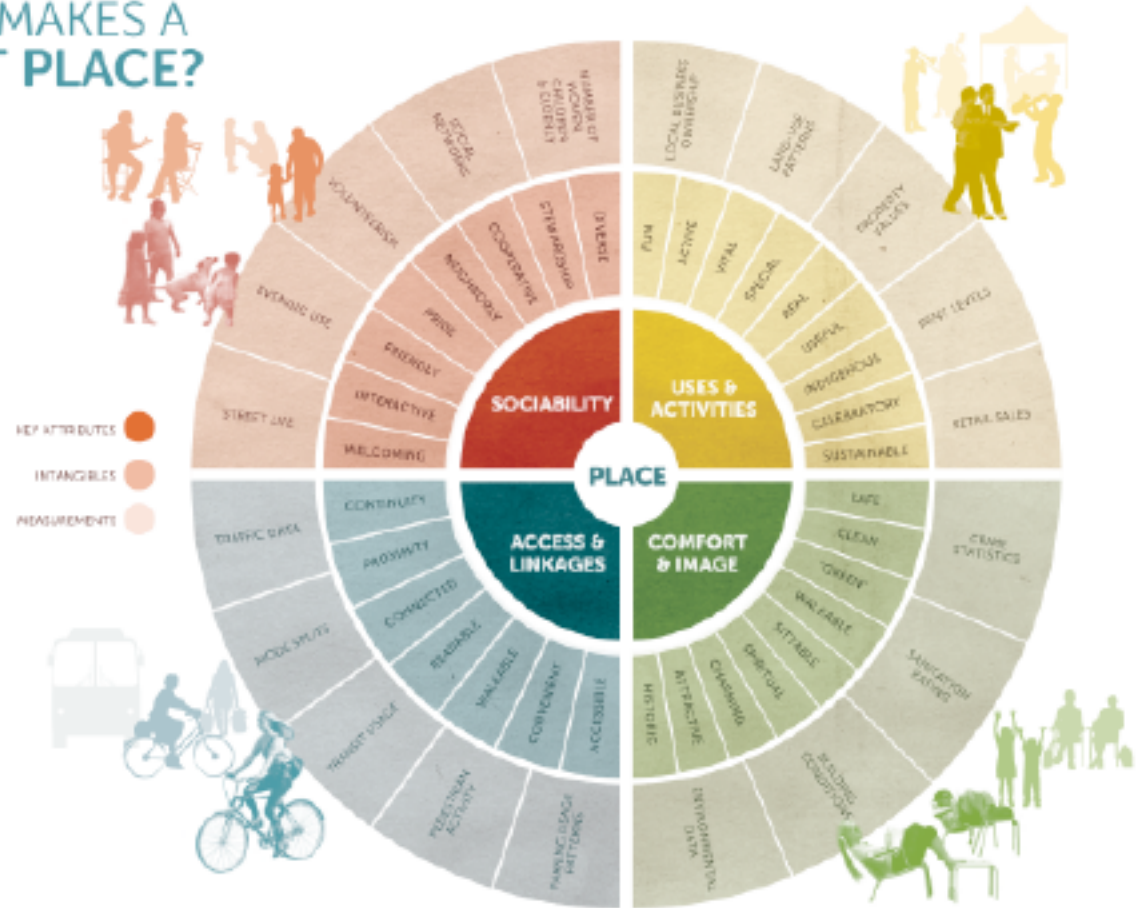 MAKES A
PLACE?
KEY ATTRIBUTES
INTANGIBLES
MEASUREMENTS
PLACE
SOCIABILITY
USES &
ACTIVITIES
ACCESS &
LINKAGES
COMFORT
& IMAGE
DIVERSE
STEWARDSHIP
COOPERATIVE
NEIGHBORLY
PRIDE
FRIENDLY
INTERACTIVE
WELCOMING
NUMBER OF
WOMEN,
CHILDREN
& ELDERLY
SOCIAL
NETWORKS
VOLUNTEERISM
EVENING USE
STREET LIFE
FUN
ACTIVE
VITAL
SPECIAL
REAL
USEFUL
INDIGENOUS
CELEBRATORY
SUSTAINABLE
LOCAL BUSINESS
OWNERSHIP
LAND-USE
PATTERNS
PROPERTY
VALUES
RENT LEVELS
RETAIL SALES
SAFE
CLEAN
"GREEN"
WALKABLE
SITTABLE
SPIRITUAL
CHARMING
ATTRACTIVE
HISTORIC
CRIME
STATISTICS
SANITATION
RATING
BUILDING
CONDITIONS
ENVIRONMENTAL
DATA
CONTINUITY
PROXIMITY
CONNECTED
READABLE
WALKABLE
CONVENIENT
ACCESSIBLE
TRAFFIC DATA
MODE SPLITS
TRANSIT USAGE
PEDESTRIAN
ACTIVITY
PARKING USAGE
PATTERNS